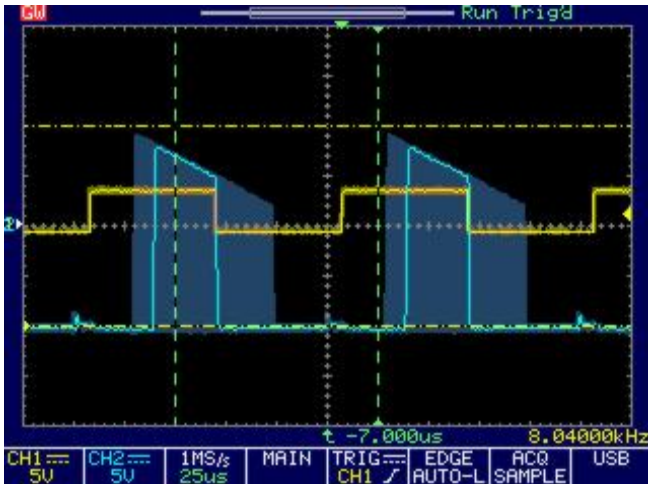 GW Run Trig'd
2
t -7.000us 8.04000kHz
CH1 CH2 1MS/s MAIN TRIG EDGE ACQ USB
5V 5V 25us CH1 AUTO-L SAMPLE